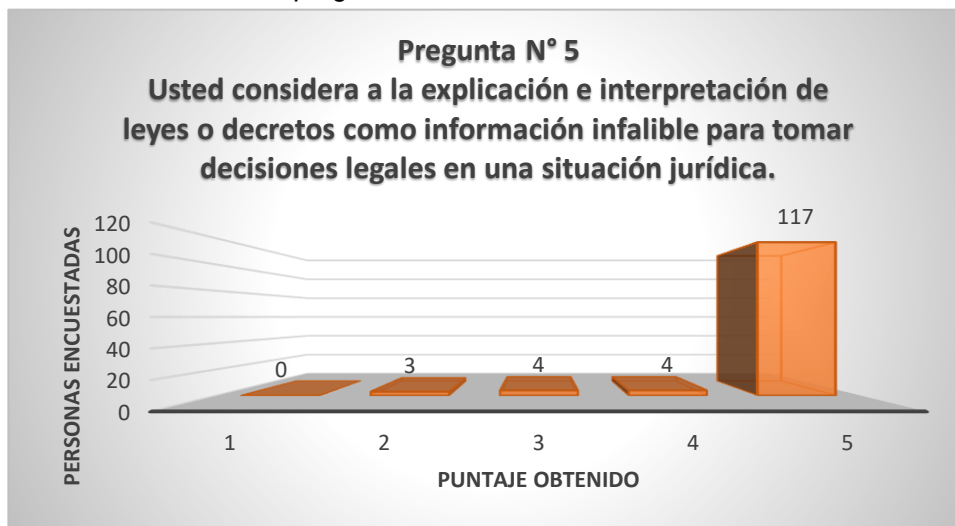 Pregunta N° 5
Usted considera a la explicación e interpretación de
leyes o decretos como información infalible para tomar
decisiones legales en una situación jurídica.
PERSONAS ENCUESTADAS
120
100
80
60
40
20
0
0
3
4
4
117
1
2
3
4
5
PUNTAJE OBTENIDO